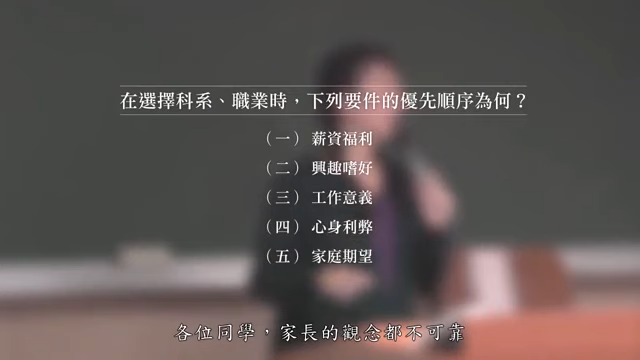 在選擇科系、職業時，下列要件的優先順序為何？
（一） 薪資福利
（二） 興趣嗜好
（三） 工作意義
（四） 心身利弊
（五） 家庭期望
各位同學，家長的觀念都不可靠